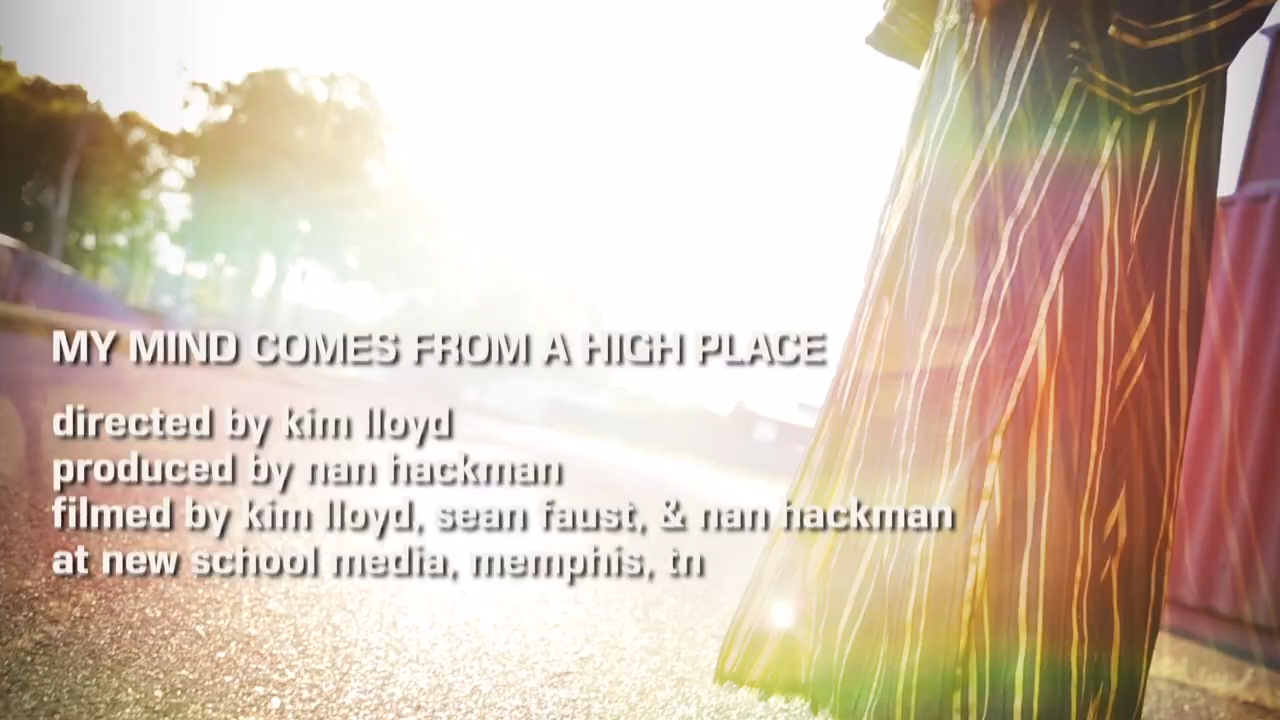 MY MIND COMES FROM A HIGH PLACE
directed by kim lloyd
produced by nan hackman
filmed by kim lloyd, sean faust, & nan hackman
at new school media, memphis, tn